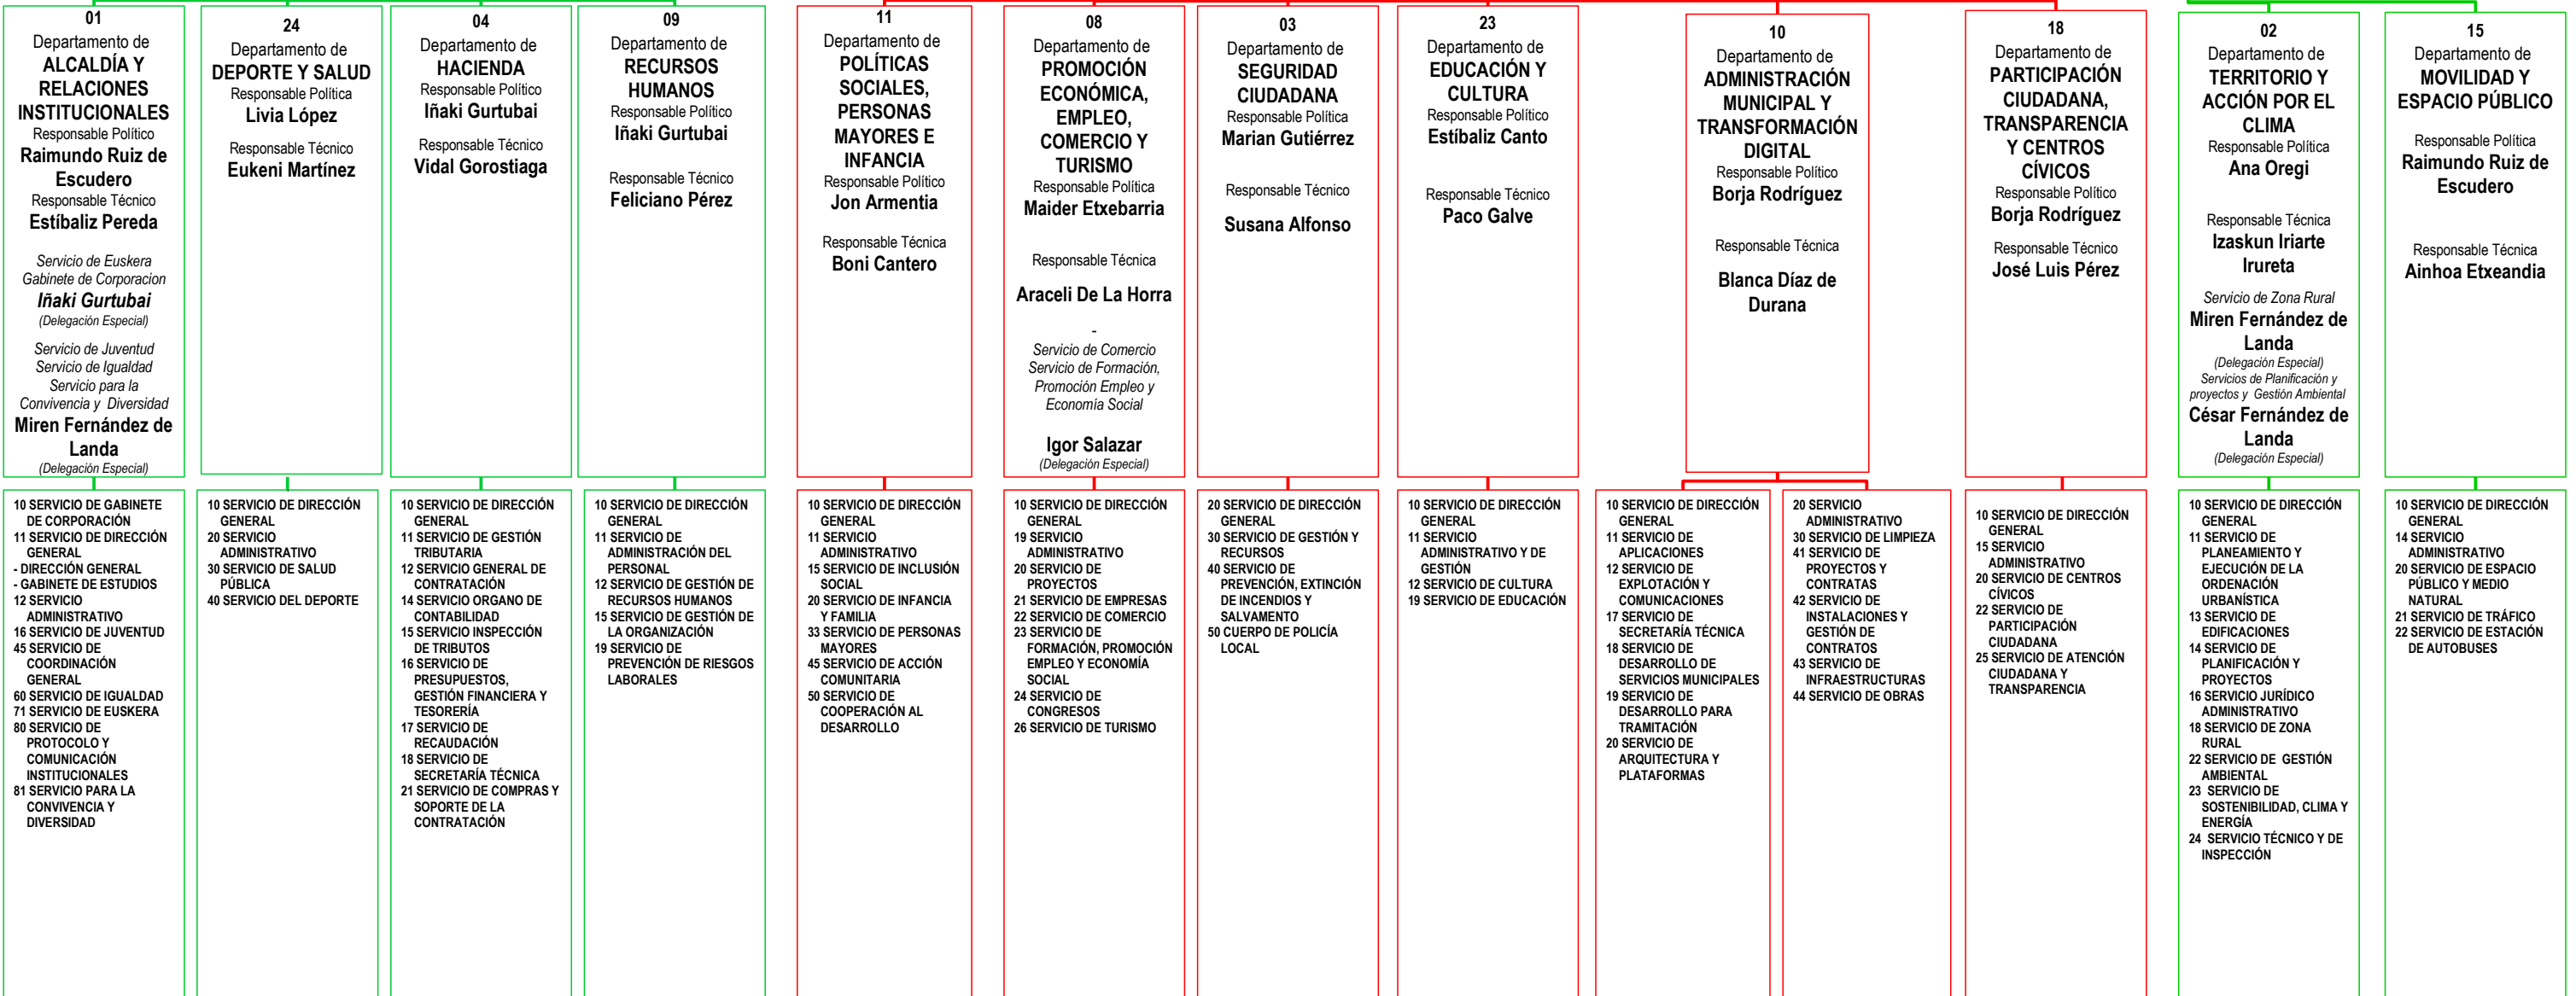 01
Departamento de
ALCALDÍA Y
RELACIONES
INSTITUCIONALES
Responsable Político
Raimundo Ruiz de
Escudero
Responsable Técnico
Estíbaliz Pereda
Servicio de Euskera
Gabinete de Corporacion
Iñaki Gurtubai
(Delegación Especial)
Servicio de Juventud
Servicio de Igualdad
Servicio para la
Convivencia y Diversidad
Miren Fernández de
Landa
(Delegación Especial)
10 SERVICIO DE GABINETE
DE CORPORACIÓN
11 SERVICIO DE DIRECCIÓN
GENERAL
- DIRECCIÓN GENERAL
- GABINETE DE ESTUDIOS
12 SERVICIO
ADMINISTRATIVO
16 SERVICIO DE JUVENTUD
45 SERVICIO DE
COORDINACIÓN
GENERAL
60 SERVICIO DE IGUALDAD
71 SERVICIO DE EUSKERA
80 SERVICIO DE
PROTOCOLO Y
COMUNICACIÓN
INSTITUCIONALES
81 SERVICIO PARA LA
CONVIVENCIA Y
DIVERSIDAD
24
Departamento de
DEPORTE Y SALUD
Responsable Política
Livia López
Responsable Técnico
Eukeni Martínez
10 SERVICIO DE DIRECCIÓN
GENERAL
20 SERVICIO
ADMINISTRATIVO
30 SERVICIO DE SALUD
PÚBLICA
40 SERVICIO DEL DEPORTE
04
Departamento de
HACIENDA
Responsable Político
Iñaki Gurtubai
Responsable Técnico
Vidal Gorostiaga
10 SERVICIO DE DIRECCIÓN
GENERAL
11 SERVICIO DE GESTIÓN
TRIBUTARIA
12 SERVICIO GENERAL DE
CONTRATACIÓN
14 SERVICIO ORGANO DE
CONTABILIDAD
15 SERVICIO INSPECCIÓN
DE TRIBUTOS
16 SERVICIO DE
PRESUPUESTOS,
GESTIÓN FINANCIERA Y
TESORERÍA
17 SERVICIO DE
RECAUDACIÓN
18 SERVICIO DE
SECRETARÍA TÉCNICA
21 SERVICIO DE COMPRAS Y
SOPORTE DE LA
CONTRATACIÓN
09
Departamento de
RECURSOS
HUMANOS
Responsable Político
Iñaki Gurtubai
Responsable Técnico
Feliciano Pérez
10 SERVICIO DE DIRECCIÓN
GENERAL
11 SERVICIO DE
ADMINISTRACIÓN DEL
PERSONAL
12 SERVICIO DE GESTIÓN DE
RECURSOS HUMANOS
15 SERVICIO DE GESTIÓN DE
LA ORGANIZACIÓN
19 SERVICIO DE
PREVENCIÓN DE RIESGOS
LABORALES
11
Departamento de
POLÍTICAS
SOCIALES,
PERSONAS
MAYORES E
INFANCIA
Responsable Político
Jon Armentia
Responsable Técnica
Boni Cantero
10 SERVICIO DE DIRECCIÓN
GENERAL
11 SERVICIO
ADMINISTRATIVO
15 SERVICIO DE INCLUSIÓN
SOCIAL
20 SERVICIO DE INFANCIA
Y FAMILIA
33 SERVICIO DE PERSONAS
MAYORES
45 SERVICIO DE ACCIÓN
COMUNITARIA
50 SERVICIO DE
COOPERACIÓN AL
DESARROLLO
08
Departamento de
PROMOCIÓN
ECONÓMICA,
EMPLEO,
COMERCIO Y
TURISMO
Responsable Política
Maider Etxebarria
Responsable Técnica
Araceli De La Horra
-
Servicio de Comercio
Servicio de Formación,
Promoción Empleo y
Economía Social
Igor Salazar
(Delegación Especial)
10 SERVICIO DE DIRECCIÓN
GENERAL
19 SERVICIO
ADMINISTRATIVO
20 SERVICIO DE
PROYECTOS
21 SERVICIO DE EMPRESAS
22 SERVICIO DE COMERCIO
23 SERVICIO DE
FORMACIÓN, PROMOCIÓN
EMPLEO Y ECONOMÍA
SOCIAL
24 SERVICIO DE
CONGRESOS
26 SERVICIO DE TURISMO
03
Departamento de
SEGURIDAD
CIUDADANA
Responsable Política
Marian Gutiérrez
Responsable Técnico
Susana Alfonso
20 SERVICIO DE DIRECCIÓN
GENERAL
30 SERVICIO DE GESTIÓN Y
RECURSOS
40 SERVICIO DE
PREVENCIÓN, EXTINCIÓN
DE INCENDIOS Y
SALVAMENTO
50 CUERPO DE POLICÍA
LOCAL
23
Departamento de
EDUCACIÓN Y
CULTURA
Responsable Político
Estíbaliz Canto
Responsable Técnico
Paco Galve
10 SERVICIO DE DIRECCIÓN
GENERAL
11 SERVICIO
ADMINISTRATIVO Y DE
GESTIÓN
12 SERVICIO DE CULTURA
19 SERVICIO DE EDUCACIÓN
10
Departamento de
ADMINISTRACIÓN
MUNICIPAL Y
TRANSFORMACIÓN
DIGITAL
Responsable Político
Borja Rodríguez
Responsable Técnica
Blanca Díaz de
Durana
10 SERVICIO DE DIRECCIÓN
GENERAL
11 SERVICIO DE
APLICACIONES
12 SERVICIO DE
EXPLOTACIÓN Y
COMUNICACIONES
17 SERVICIO DE
SECRETARÍA TÉCNICA
18 SERVICIO DE
DESARROLLO DE
SERVICIOS MUNICIPALES
19 SERVICIO DE
DESARROLLO PARA
TRAMITACIÓN
20 SERVICIO DE
ARQUITECTURA Y
PLATAFORMAS
20 SERVICIO
ADMINISTRATIVO
30 SERVICIO DE LIMPIEZA
41 SERVICIO DE
PROYECTOS Y
CONTRATAS
42 SERVICIO DE
INSTALACIONES Y
GESTIÓN DE
CONTRATOS
43 SERVICIO DE
INFRAESTRUCTURAS
44 SERVICIO DE OBRAS
18
Departamento de
PARTICIPACIÓN
CIUDADANA,
TRANSPARENCIA
Y CENTROS
CÍVICOS
Responsable Político
Borja Rodríguez
Responsable Técnico
José Luis Pérez
10 SERVICIO DE DIRECCIÓN
GENERAL
15 SERVICIO
ADMINISTRATIVO
20 SERVICIO DE CENTROS
CÍVICOS
22 SERVICIO DE
PARTICIPACIÓN
CIUDADANA
25 SERVICIO DE ATENCIÓN
CIUDADANA Y
TRANSPARENCIA
02
Departamento de
TERRITORIO Y
ACCIÓN POR EL
CLIMA
Responsable Política
Ana Oregi
Responsable Técnica
Izaskun Iriarte
Irureta
Servicio de Zona Rural
Miren Fernández de
Landa
(Delegación Especial)
Servicios de Planificación y
proyectos y Gestión Ambiental
César Fernández de
Landa
(Delegación Especial)
10 SERVICIO DE DIRECCIÓN
GENERAL
11 SERVICIO DE
PLANEAMIENTO Y
EJECUCIÓN DE LA
ORDENACIÓN
URBANÍSTICA
13 SERVICIO DE
EDIFICACIONES
14 SERVICIO DE
PLANIFICACIÓN Y
PROYECTOS
16 SERVICIO JURÍDICO
ADMINISTRATIVO
18 SERVICIO DE ZONA
RURAL
22 SERVICIO DE GESTIÓN
AMBIENTAL
23 SERVICIO DE
SOSTENIBILIDAD, CLIMA Y
ENERGÍA
24 SERVICIO TÉCNICO Y DE
INSPECCIÓN
15
Departamento de
MOVILIDAD Y
ESPACIO PÚBLICO
Responsable Política
Raimundo Ruiz de
Escudero
Responsable Técnica
Ainhoa Etxeandia
10 SERVICIO DE DIRECCIÓN
GENERAL
14 SERVICIO
ADMINISTRATIVO
20 SERVICIO DE ESPACIO
PÚBLICO Y MEDIO
NATURAL
21 SERVICIO DE TRÁFICO
22 SERVICIO DE ESTACIÓN
DE AUTOBUSES